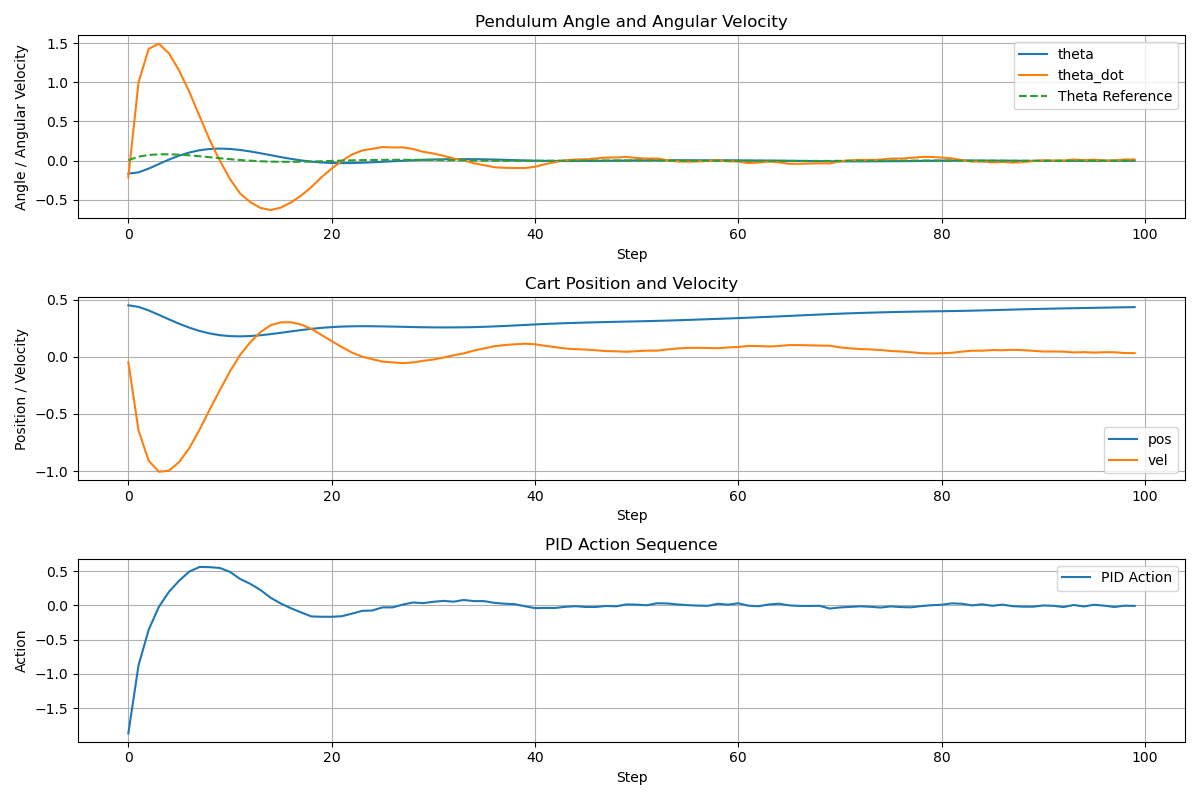 Pendulum Angle and Angular Velocity
Angle / Angular Velocity
1.5
1.0
0.5
0.0
−0.5
theta
theta_dot
Theta Reference
0 20 40 60 80 100
Step
Cart Position and Velocity
Position / Velocity
0.5
0.0
−0.5
−1.0
pos
vel
0 20 40 60 80 100
Step
PID Action Sequence
Action
0.5
0.0
−0.5
−1.0
−1.5
PID Action
0 20 40 60 80 100
Step